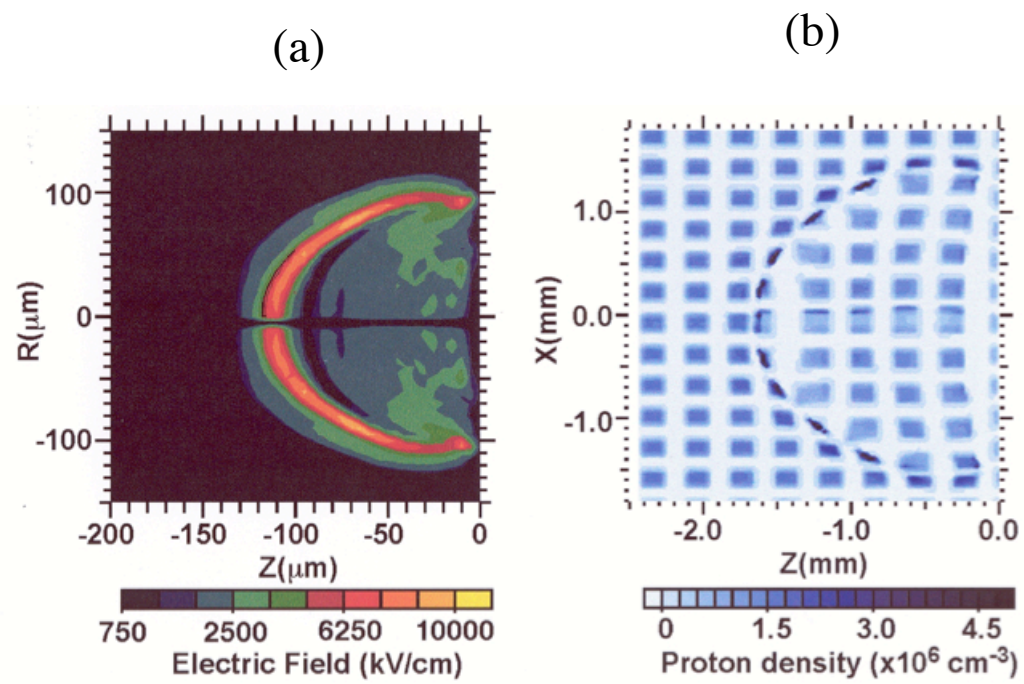 (a)
(b)
100
0
-100
R(μm)
-200
-150
-100
-50
0
Z(μm)
750
2500
6250
10000
Electric Field (kV/cm)
1.0
0.0
-1.0
X(mm)
-2.0
-1.0
0.0
Z(mm)
0
1.5
3.0
4.5
Proton density (x10⁶ cm⁻³)